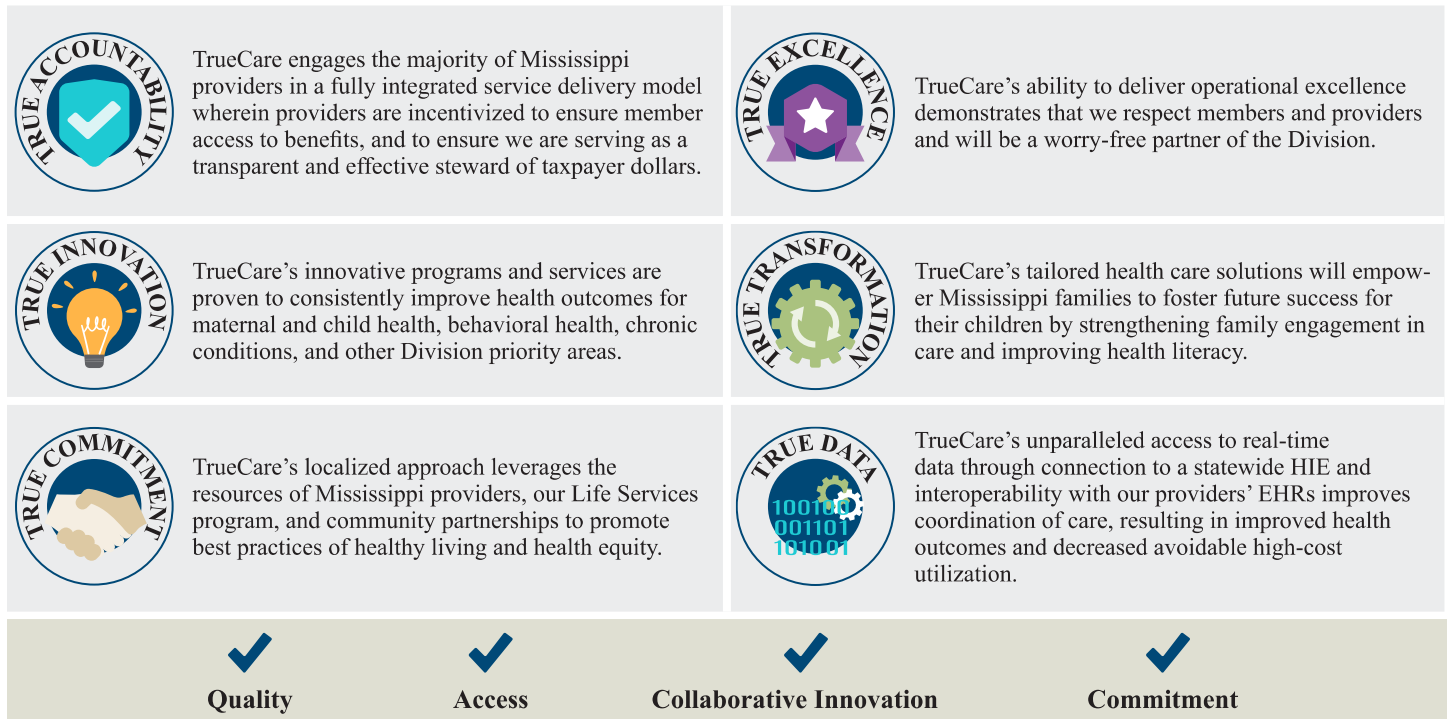 TRUE ACCOUNTABILITY
TrueCare engages the majority of Mississippi
providers in a fully integrated service delivery model
wherein providers are incentivized to ensure member
access to benefits, and to ensure we are serving as a
transparent and effective steward of taxpayer dollars.
TRUE EXCELLENCE
TrueCare’s ability to deliver operational excellence
demonstrates that we respect members and providers
and will be a worry-free partner of the Division.
TRUE INNOVATION
TrueCare’s innovative programs and services are
proven to consistently improve health outcomes for
maternal and child health, behavioral health, chronic
conditions, and other Division priority areas.
TRUE TRANSFORMATION
TrueCare’s tailored health care solutions will empow-
er Mississippi families to foster future success for
their children by strengthening family engagement in
care and improving health literacy.
TRUE COMMITMENT
TrueCare’s localized approach leverages the
resources of Mississippi providers, our Life Services
program, and community partnerships to promote
best practices of healthy living and health equity.
TRUE DATA
100100
001101
101001
TrueCare’s unparalleled access to real-time
data through connection to a statewide HIE and
interoperability with our providers’ EHRs improves
coordination of care, resulting in improved health
outcomes and decreased avoidable high-cost
utilization.
Quality
Access
Collaborative Innovation
Commitment